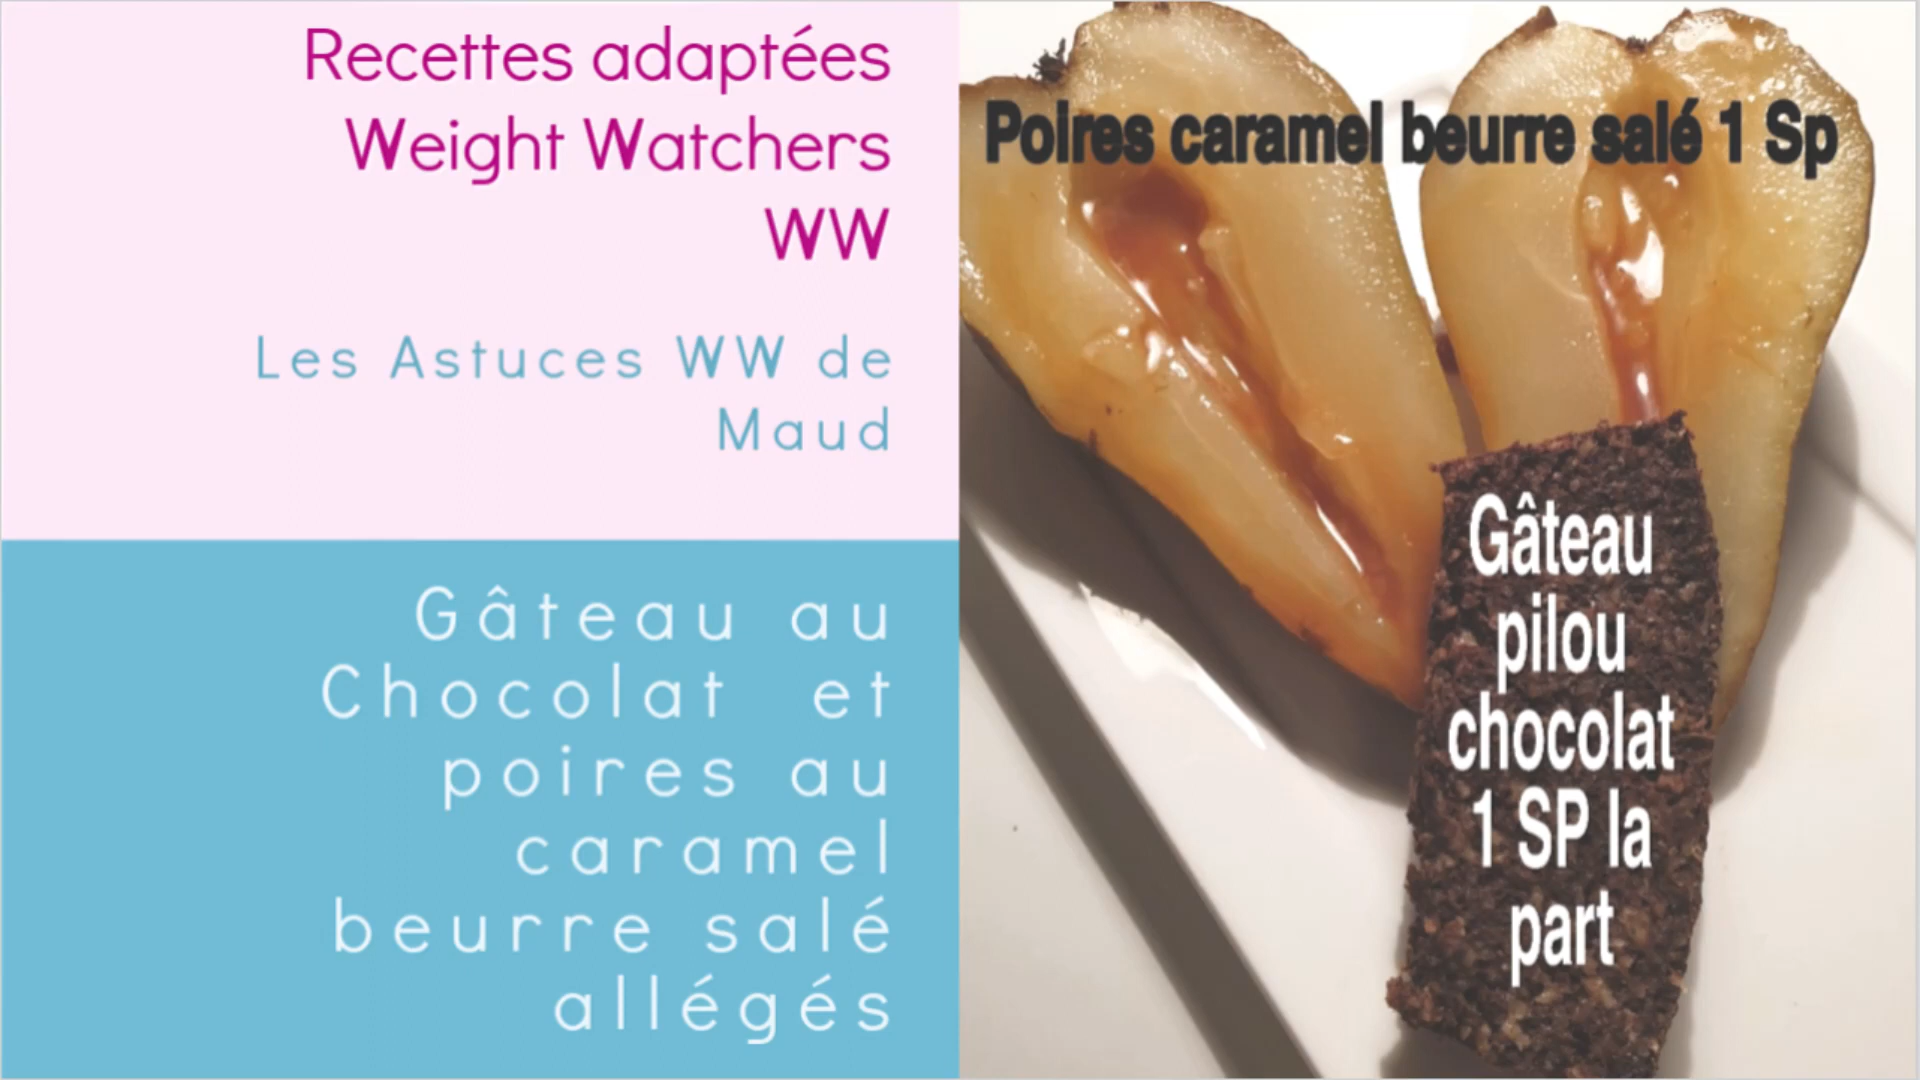 Recettes adaptées
Weight Watchers
WW
Les Astuces WW de
Maud
Gâteau au
Chocolat et
poires au
caramel
beurre salé
allégés
Poires caramel beurre salé 1 Sp
Gâteau
pilou
chocolat
1 SP la
part